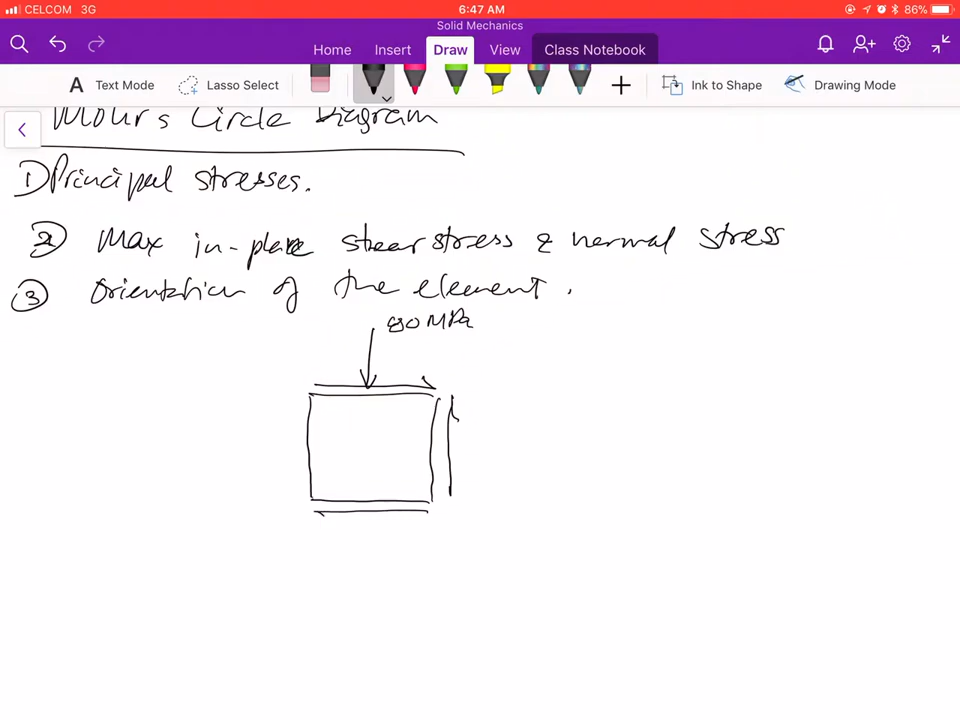 CELCOM 3G 6:47 AM 86%
Solid Mechanics
Home Insert Draw View Class Notebook
Text Mode Lasso Select Ink to Shape Drawing Mode
Mohr's Circle Diagram
1) Principal stresses.
2 Max in-plane shear stress & normal stress
3 Orientation of the element.
80 MPa